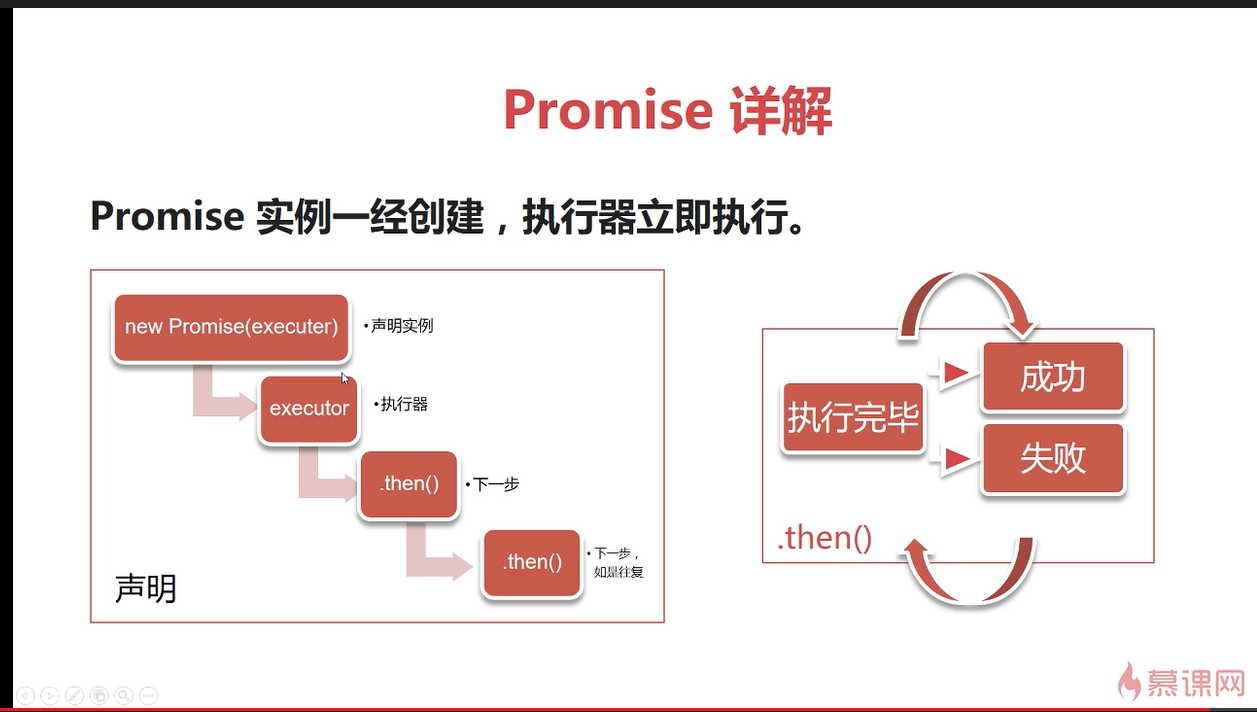 Promise 详解
Promise 实例一经创建，执行器立即执行。
new Promise(executer)
•声明实例
executor
•执行器
.then()
•下一步
.then()
•下一步，
如是往复
声明
执行完毕
成功
失败
.then()
慕课网